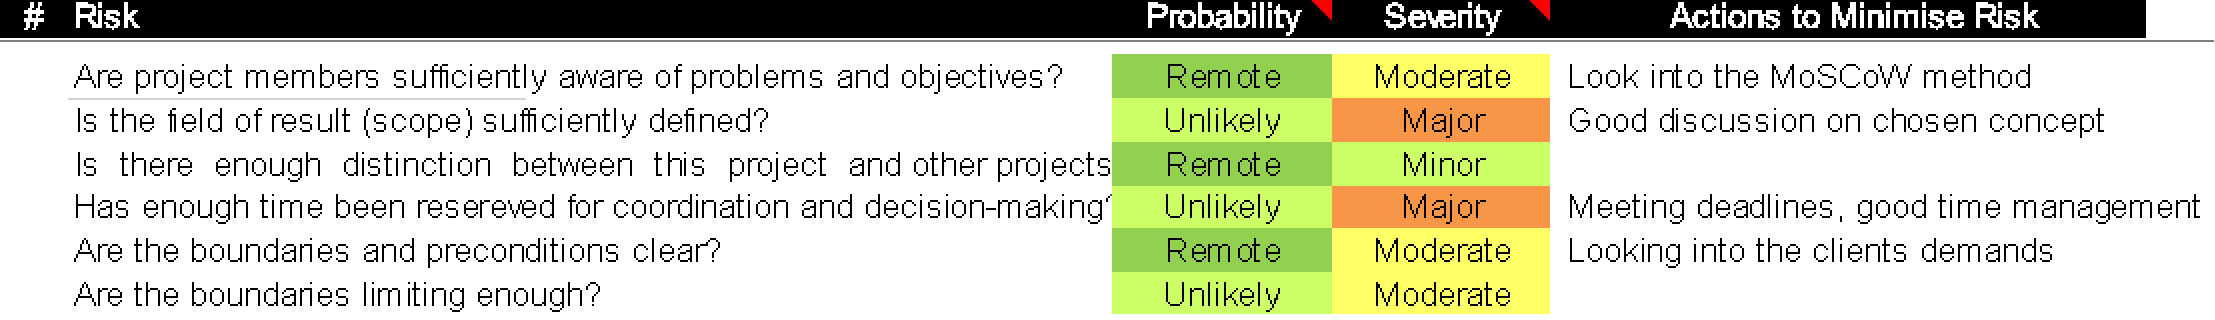 # Risk Probability Severity Actions to Minimise Risk
Are project members sufficiently aware of problems and objectives? Remote Moderate Look into the MoSCoW method
Is the field of result (scope) sufficiently defined? Unlikely Major Good discussion on chosen concept
Is there enough distinction between this project and other projects Remote Minor
Has enough time been resereved for coordination and decision-making? Unlikely Major Meeting deadlines, good time management
Are the boundaries and preconditions clear? Remote Moderate Looking into the clients demands
Are the boundaries limiting enough? Unlikely Moderate